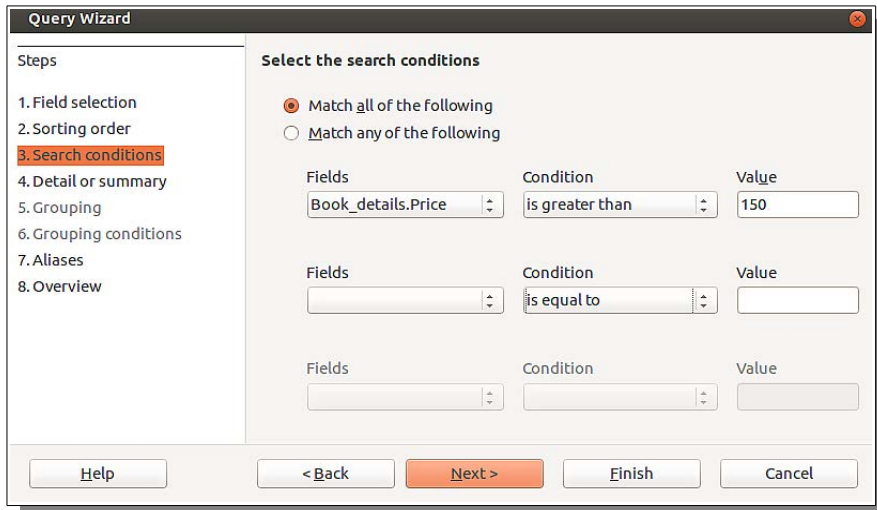 Query Wizard
Steps
1. Field selection
2. Sorting order
3. Search conditions
4. Detail or summary
5. Grouping
6. Grouping conditions
7. Aliases
8. Overview
Select the search conditions
Match all of the following
Match any of the following
Fields Condition Value
Book_details.Price is greater than 150
Fields Condition Value
is equal to
Fields Condition Value
Help < Back Next > Finish Cancel